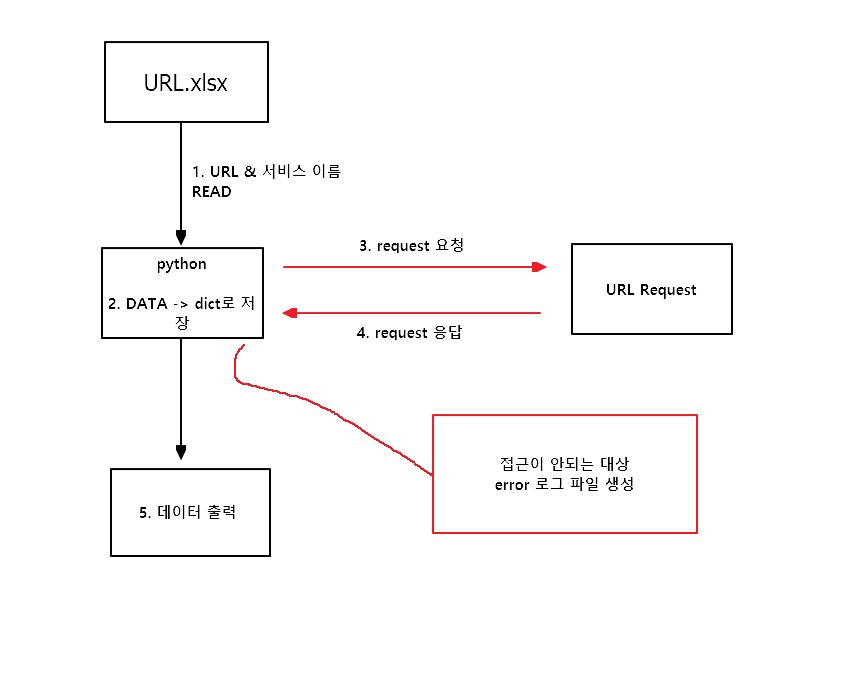 URL.xlsx
1. URL & 서비스 이름
READ
python
2. DATA -> dict로 저
장
3. request 요청
4. request 응답
URL Request
접근이 안되는 대상
error 로그 파일 생성
5. 데이터 출력